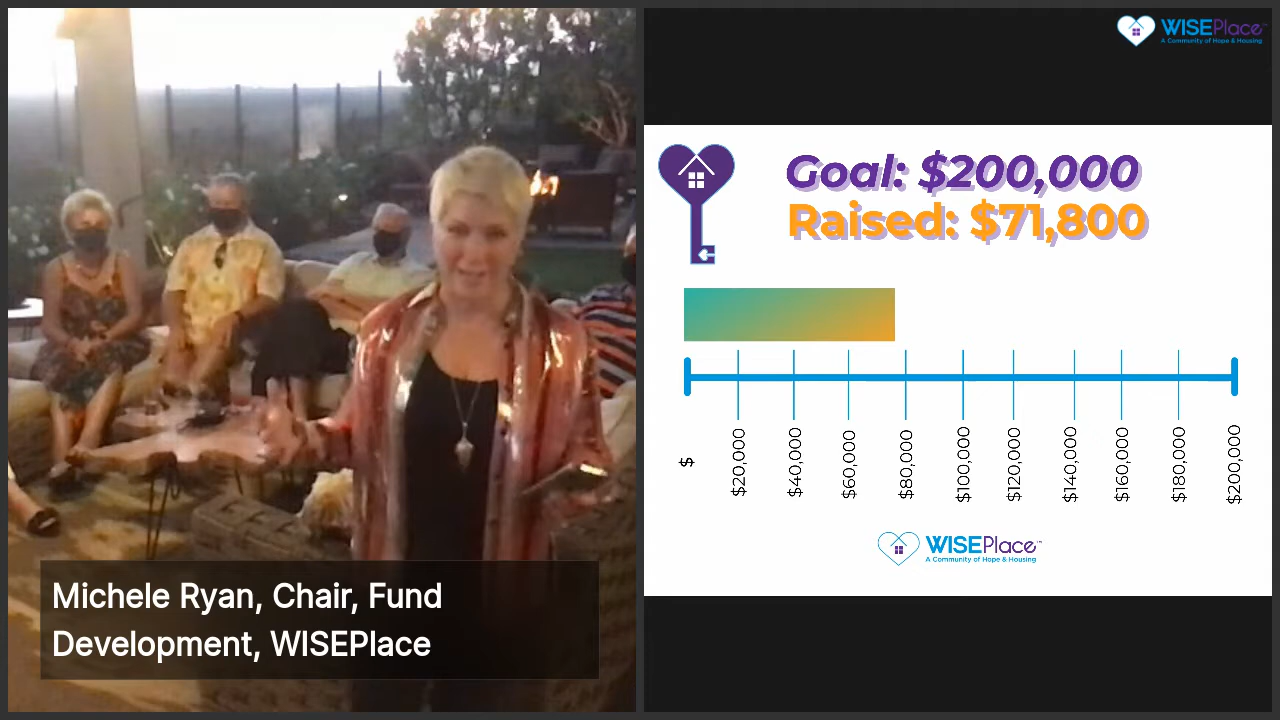 WISEPlace™
A Community of Hope & Housing
Goal: $200,000
Raised: $71,800
$
$20,000
$40,000
$60,000
$80,000
$100,000
$120,000
$140,000
$160,000
$180,000
$200,000
WISEPlace™
A Community of Hope & Housing
Michele Ryan, Chair, Fund
Development, WISEPlace